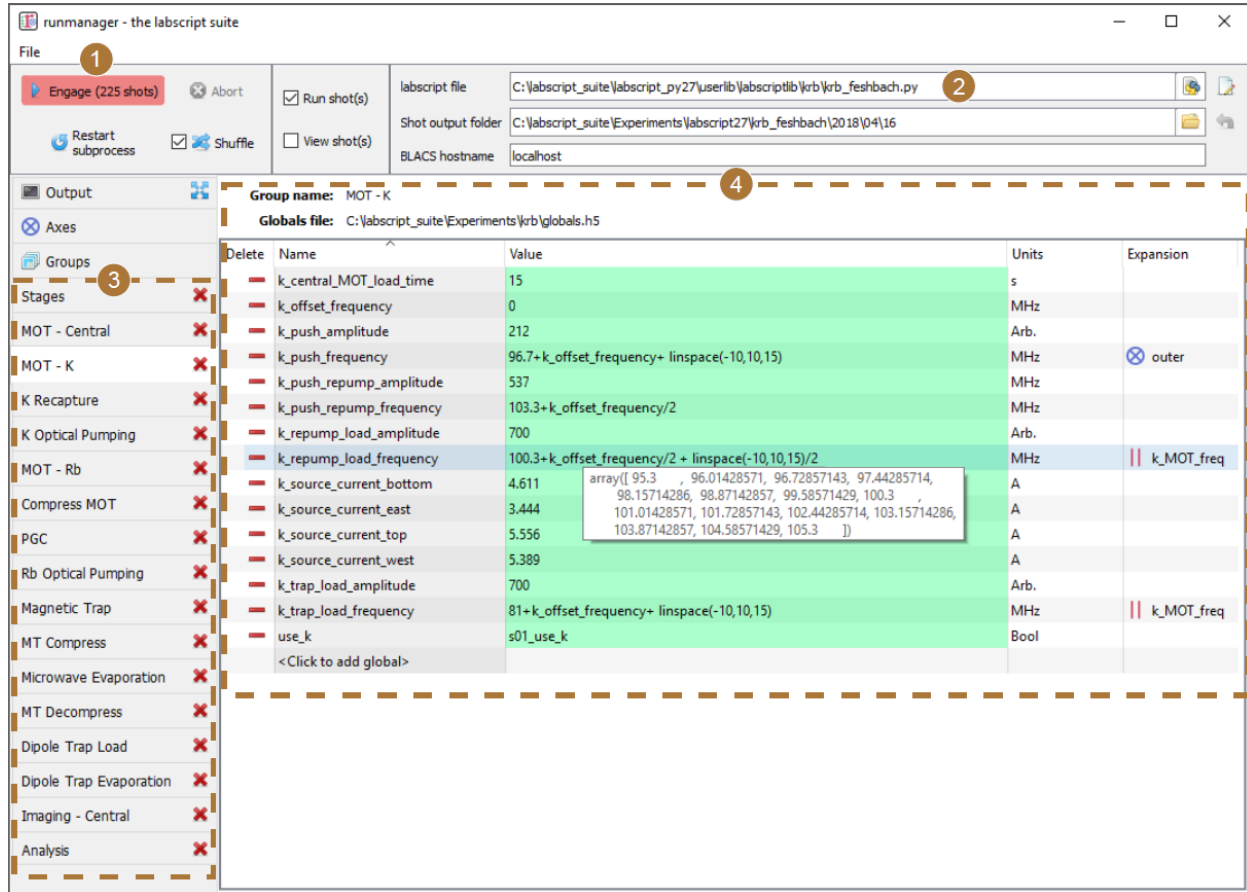 runmanager - the labscript suite
File
1
Engage (225 shots)
Abort
Restart subprocess
Shuffle
Run shot(s)
View shot(s)
labscript file C:\labscript_suite\labscript_py27\userlib\labscriptlib\krb\krb_feshbach.py
2
Shot output folder C:\labscript_suite\Experiments\labscript27\krb_feshbach\2018\04\16
BLACS hostname localhost
Output
Axes
Groups
3
Stages
MOT - Central
MOT - K
K Recapture
K Optical Pumping
MOT - Rb
Compress MOT
PGC
Rb Optical Pumping
Magnetic Trap
MT Compress
Microwave Evaporation
MT Decompress
Dipole Trap Load
Dipole Trap Evaporation
Imaging - Central
Analysis
4
Group name: MOT - K
Globals file: C:\labscript_suite\Experiments\krb\globals.h5
Delete Name Value Units Expansion
k_central_MOT_load_time 15 s
k_offset_frequency 0 MHz
k_push_amplitude 212 Arb.
k_push_frequency 96.7+k_offset_frequency+ linspace(-10,10,15) MHz outer
k_push_repump_amplitude 537 MHz
k_push_repump_frequency 103.3+k_offset_frequency/2 MHz
k_repump_load_amplitude 700 Arb.
k_repump_load_frequency 100.3+k_offset_frequency/2 + linspace(-10,10,15)/2 MHz k_MOT_freq
k_source_current_bottom 4.611 A
k_source_current_east 3.444 A
k_source_current_top 5.556 A
k_source_current_west 5.389 A
k_trap_load_amplitude 700 Arb.
k_trap_load_frequency 81+k_offset_frequency+ linspace(-10,10,15) MHz k_MOT_freq
use_k s01_use_k Bool
<Click to add global>
array([ 95.3 , 96.01428571, 96.72857143, 97.44285714,
98.15714286, 98.87142857, 99.58571429, 100.3 ,
101.01428571, 101.72857143, 102.44285714, 103.15714286,
103.87142857, 104.58571429, 105.3 ])